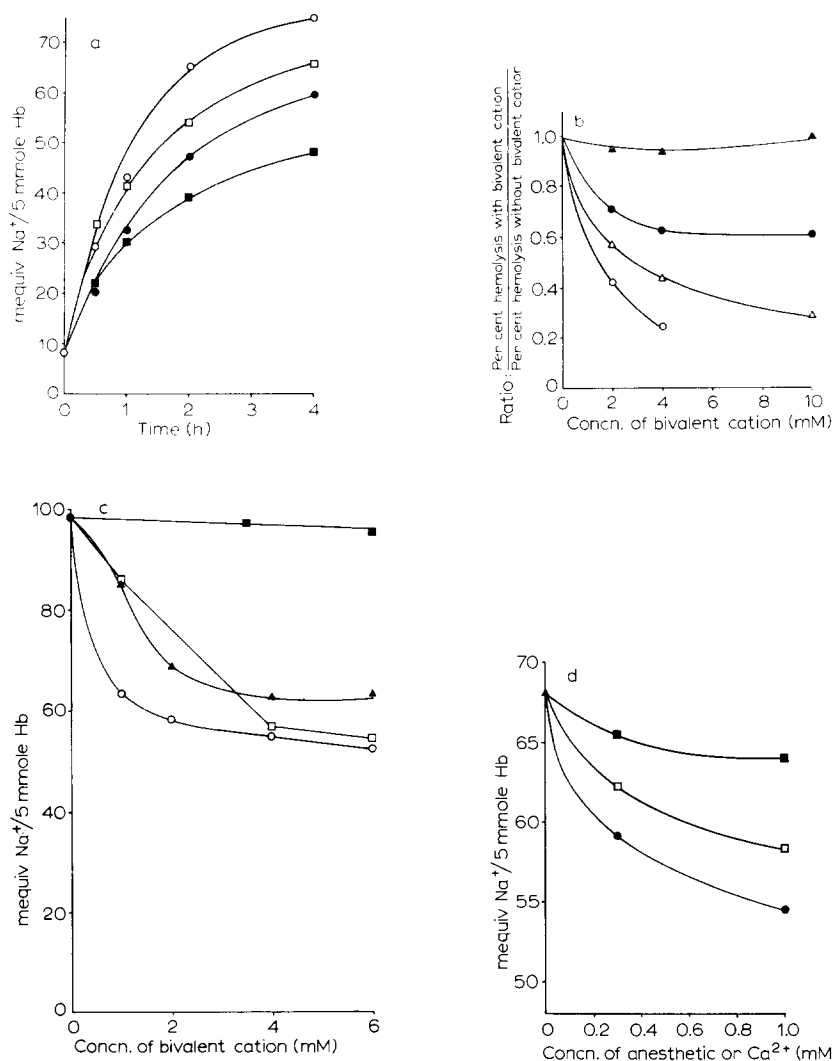 a
70
60
50
40
30
20
10
0
0 1 2 3 4
Time (h)
mequiv Na⁺/5 mmole Hb
b
1.0
0.8
0.6
0.4
0.2
0
0 2 4 6 8 10
Concn. of bivalent cation (mM)
Ratio:
Per cent hemolysis with bivalent cation
Per cent hemolysis without bivalent cation
c
100
80
60
40
20
0
0 2 4 6
Concn. of bivalent cation (mM)
mequiv Na⁺/5 mmole Hb
d
70
65
60
55
50
0 0.2 0.4 0.6 0.8 1.0
Concn. of anesthetic or Ca²⁺ (mM
mequiv Na⁺/5 mmole Hb